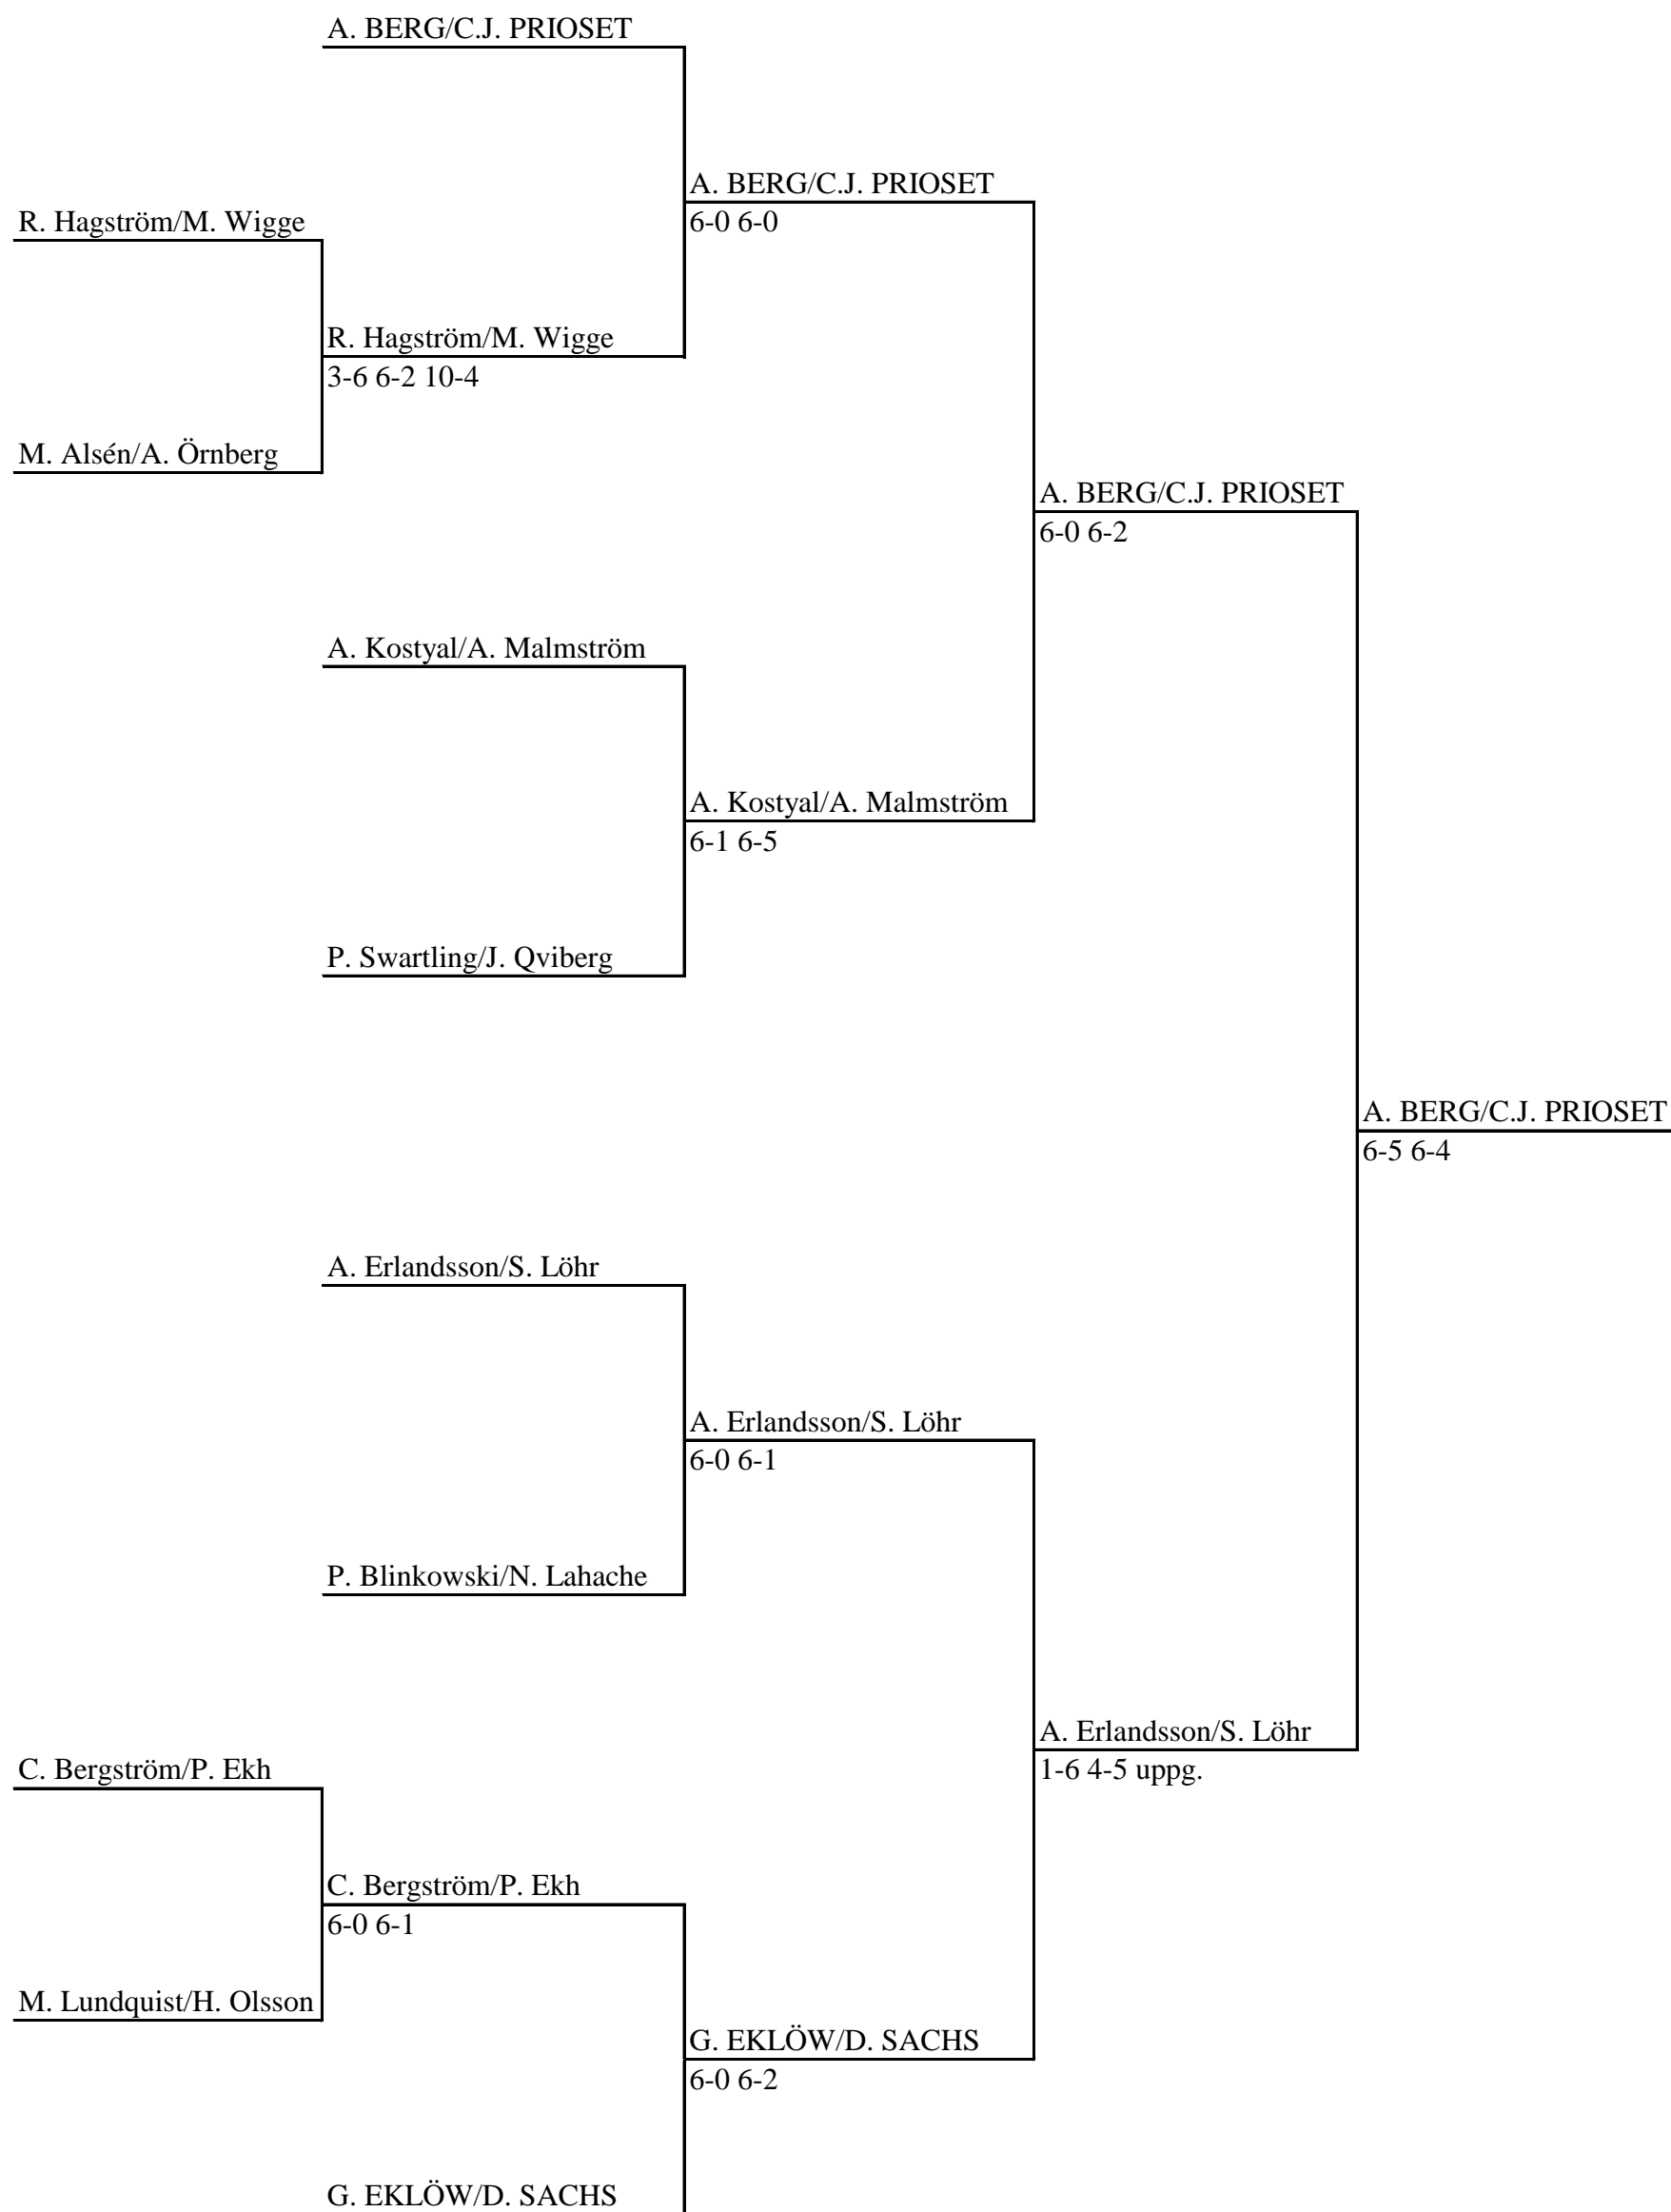 A. BERG/C.J. PRIOSET
A. BERG/C.J. PRIOSET
6-0 6-0
R. Hagström/M. Wigge
R. Hagström/M. Wigge
3-6 6-2 10-4
M. Alsén/A. Örnberg
A. BERG/C.J. PRIOSET
6-0 6-2
A. Kostyal/A. Malmström
A. Kostyal/A. Malmström
6-1 6-5
P. Swartling/J. Qviberg
A. BERG/C.J. PRIOSET
6-5 6-4
A. Erlandsson/S. Löhr
A. Erlandsson/S. Löhr
6-0 6-1
P. Blinkowski/N. Lahache
A. Erlandsson/S. Löhr
1-6 4-5 uppg.
C. Bergström/P. Ekh
C. Bergström/P. Ekh
6-0 6-1
M. Lundquist/H. Olsson
G. EKLÖW/D. SACHS
6-0 6-2
G. EKLÖW/D. SACHS